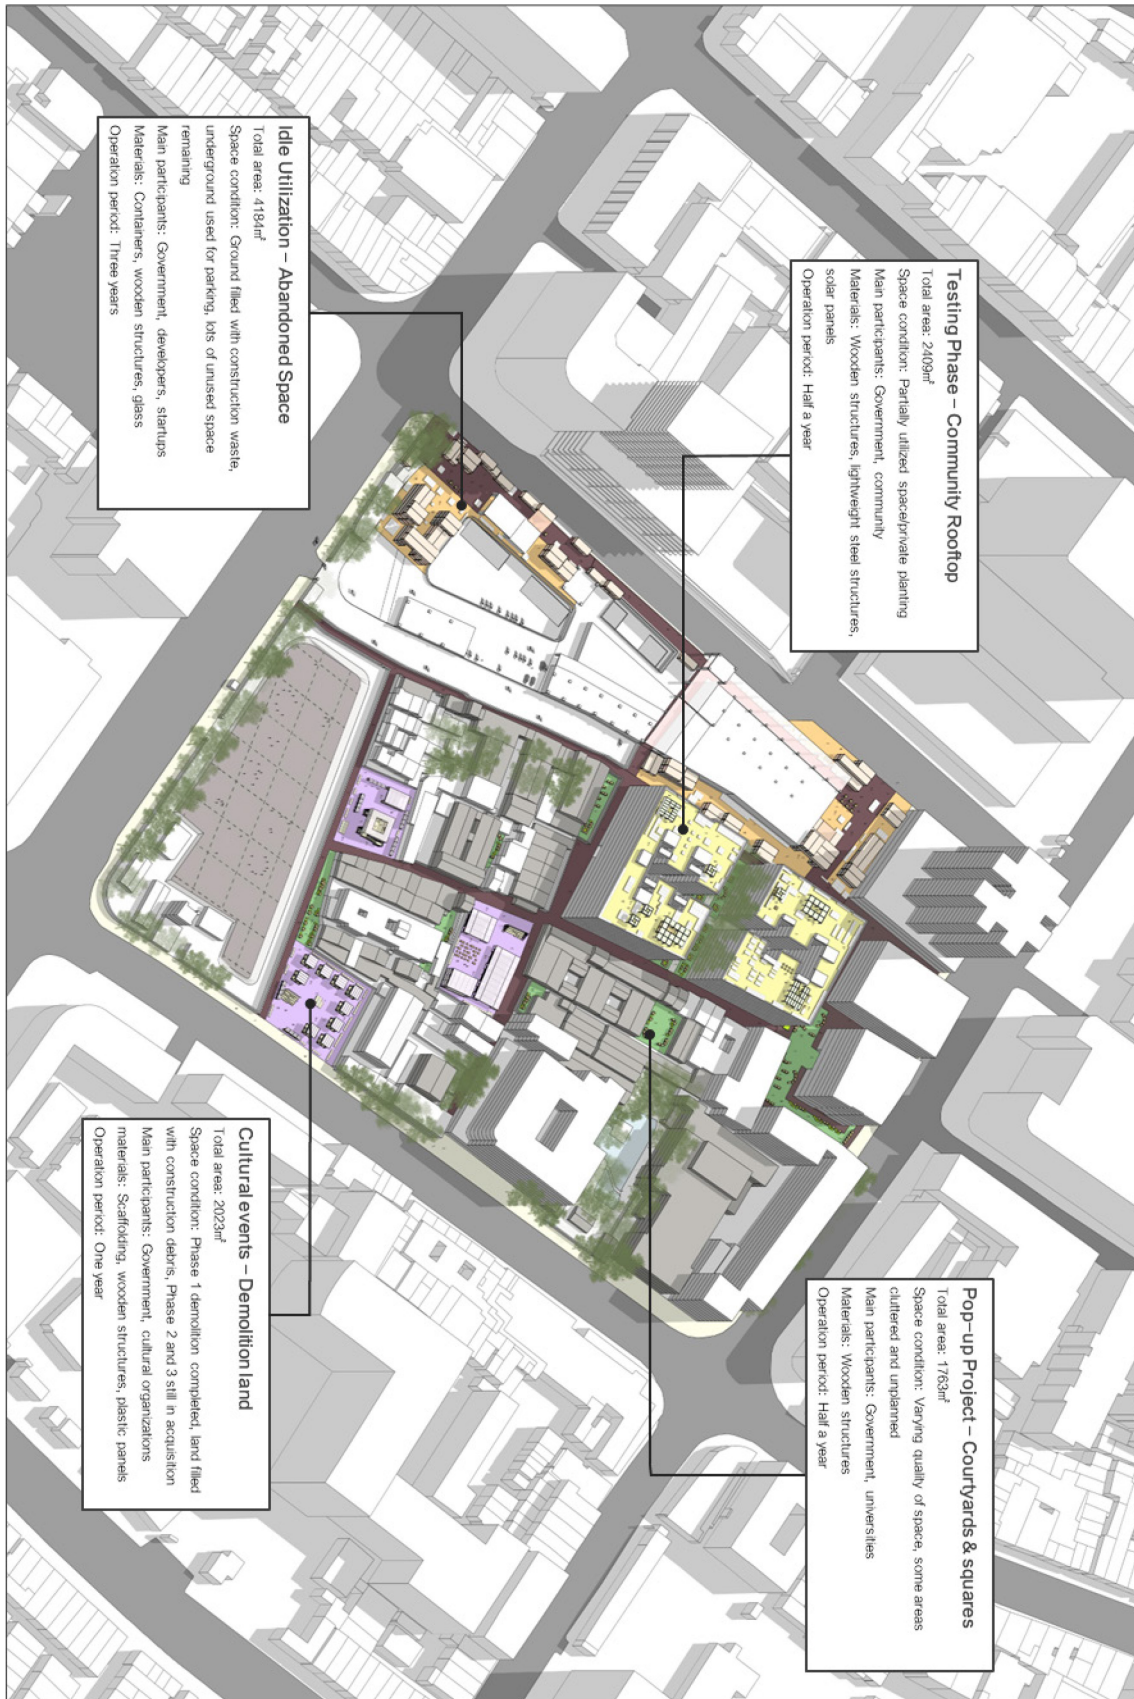 Testing Phase - Community Rooftop
Total area: 2409㎡
Space condition: Partially utilized space/private planting
Main participants: Government, community
Materials: Wooden structures, lightweight steel structures,
solar panels
Operation period: Half a year
Pop-up Project - Courtyards & squares
Total area: 1763㎡
Space condition: Varying quality of space, some areas
cluttered and unplanned
Main participants: Government, universities
Materials: Wooden structures
Operation period: Half a year
Idle Utilization - Abandoned Space
Total area: 4184㎡
Space condition: Ground filled with construction waste,
underground used for parking, lots of unused space
remaining
Main participants: Government, developers, startups
Materials: Containers, wooden structures, glass
Operation period: Three years
Cultural events - Demolition land
Total area: 2023㎡
Space condition: Phase 1 demolition completed, land filled
with construction debris, Phase 2 and 3 still in acquisition
Main participants: Government, cultural organizations
materials: Scaffolding, wooden structures, plastic panels
Operation period: One year